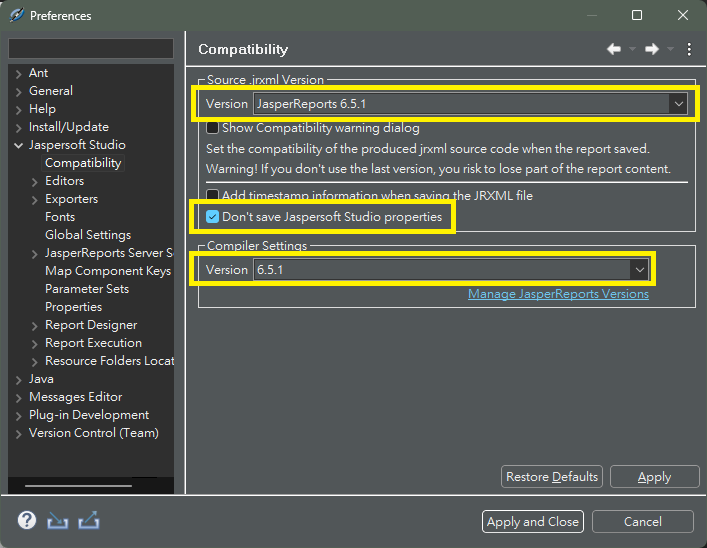 Preferences
Compatibility
Ant
General
Help
Install/Update
Jaspersoft Studio
Compatibility
Editors
Exporters
Fonts
Global Settings
JasperReports Server S
Map Component Keys
Parameter Sets
Properties
Report Designer
Report Execution
Resource Folders Locat
Java
Messages Editor
Plug-in Development
Version Control (Team)
Source .jrxml Version
Version JasperReports 6.5.1
Show Compatibility warning dialog
Set the compatibility of the produced jrxml source code when the report saved.
Warning! If you don't use the last version, you risk to lose part of the report content.
Add timestamp information when saving the JRXML file
Don't save Jaspersoft Studio properties
Compiler Settings
Version 6.5.1
Manage JasperReports Versions
Restore Defaults Apply
? Apply and Close Cancel